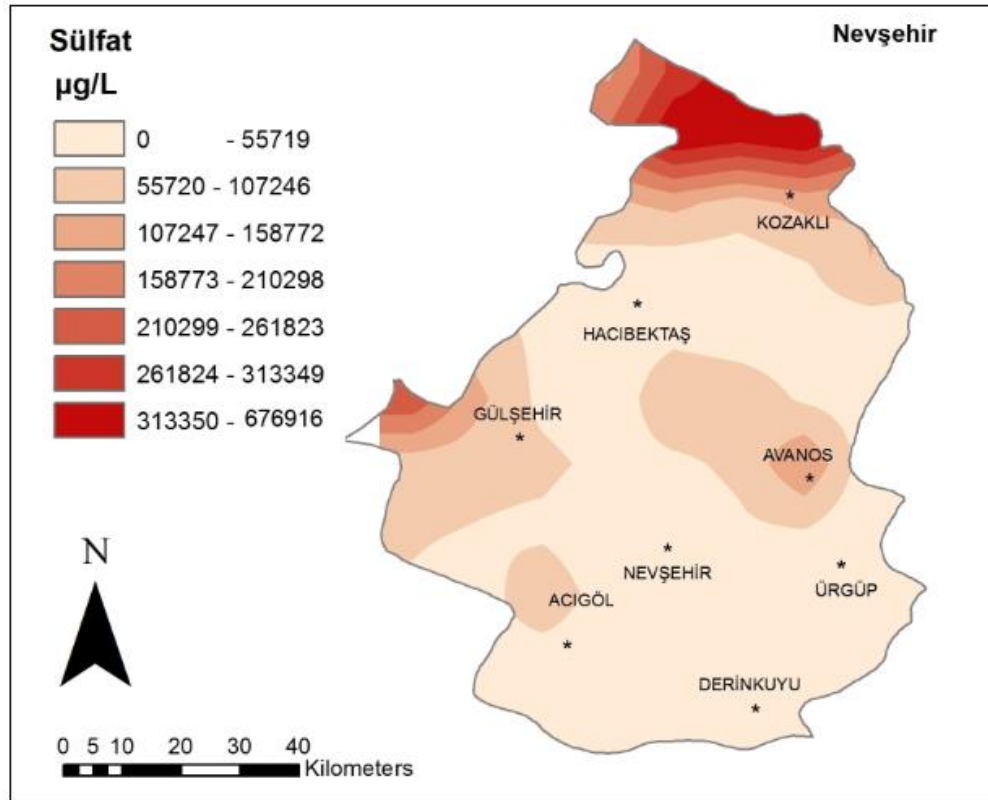 Sülfat
µg/L
0 - 55719
55720 - 107246
107247 - 158772
158773 - 210298
210299 - 261823
261824 - 313349
313350 - 676916
Nevşehir
* KOZAKLI
* HACIBEKTAŞ
GÜLŞEHİR *
AVANOS *
* NEVŞEHİR
* ÜRGÜP
ACIGÖL *
DERİNKUYU *
N
0 5 10 20 30 40
Kilometers